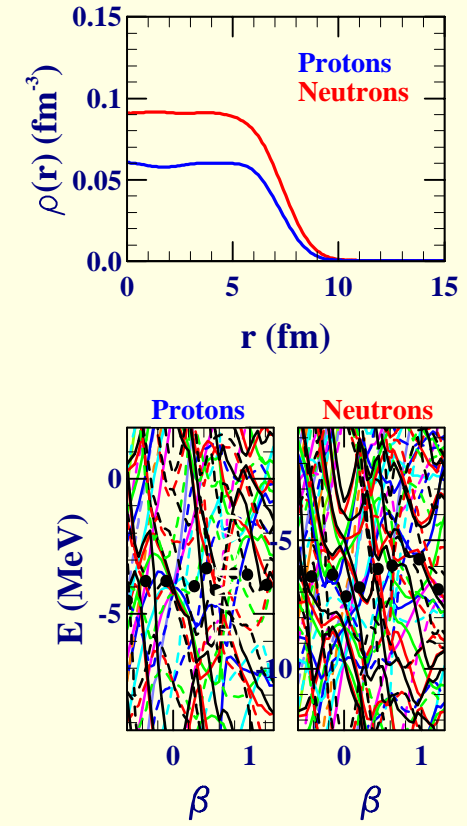 0.15
Protons
Neutrons
0.1
ρ(r) (fm⁻³)
0.05
0.0
0 5 10 15
r (fm)
Protons Neutrons
0
-5
E (MeV)
-5
10
0 1 0 1
β β